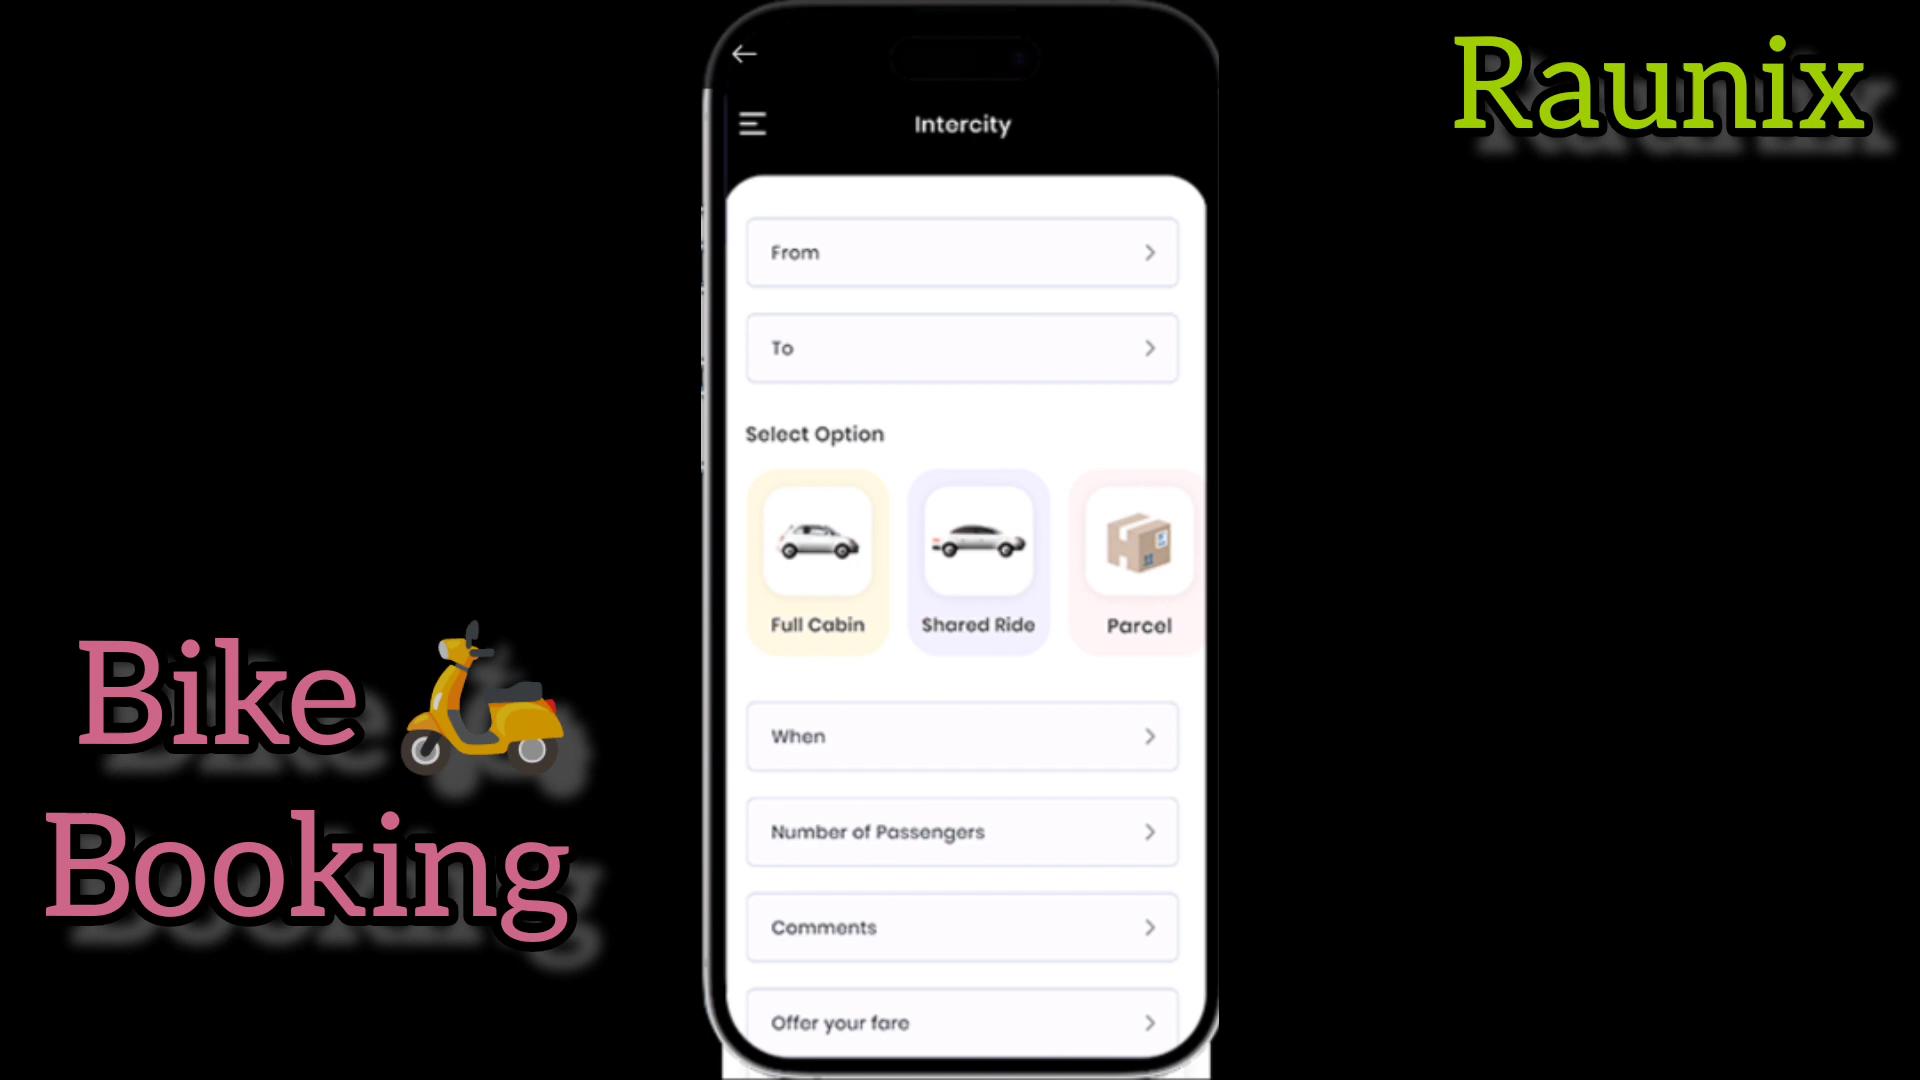 Raunix
Intercity
From
To
Select Option
Full Cabin
Shared Ride
Parcel
When
Number of Passengers
Comments
Offer your fare
Bike
Booking